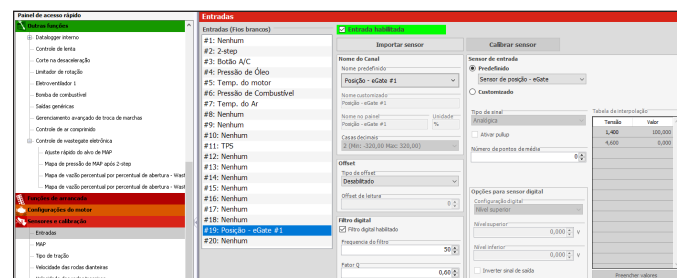 Painel de acesso rápido
Outras funções
Datalogger interno
Controle de lenta
Corte na desaceleração
Limitador de rotação
Eletroventilador 1
Bomba de combustível
Saídas genéricas
Gerenciamento avançado de troca de marchas
Controle de ar comprimido
Controle de wastegate eletrônica
Ajuste rápido do alvo de MAP
Mapa de pressão de MAP após 2-step
Mapa de vazão percentual por percentual de abertura - Wast
Mapa de vazão percentual por percentual de abertura - Wast
Funções de arrancada
Configurações do motor
Sensores e calibração
Entradas
MAP
Tipo de tração
Velocidade das rodas dianteiras
Entradas
Entradas (Fios brancos)
#1: Nenhum
#2: 2-step
#3: Botão A/C
#4: Pressão de Óleo
#5: Temp. do motor
#6: Pressão de Combustível
#7: Temp. do Ar
#8: Nenhum
#9: Nenhum
#10: Nenhum
#11: TPS
#12: Nenhum
#13: Nenhum
#14: Nenhum
#15: Nenhum
#16: Nenhum
#17: Nenhum
#18: Nenhum
#19: Posição - eGate #1
#20: Nenhum
Entrada habilitada
Importar sensor
Calibrar sensor
Nome do Canal
Nome predefinido
Posição - eGate #1
Nome customizado
Posição - eGate #1
Nome no painel Unidade
Posição - eGate #1 %
Casas decimais
2 (Min: -320,00 Max: 320,00)
Offset
Tipo de offset
Desabilitado
Offset de leitura
0
Filtro digital
Filtro digital habilitado
Frequencia do filtro
50
Fator Q
0,60
Sensor de entrada
Predefinido
Sensor de posição - eGate
Customizado
Tipo de sinal
Analógica
Ativar pullup
Número de pontos da média
0
Opções para sensor digital
Configuração digital
Nível superior
Nível superior
0,000 V
Nível inferior
0,000 V
Inverter sinal de saída
Tabela de interpolação
Tensão Valor
1,400 100,000
4,600 0,000
Preencher valores